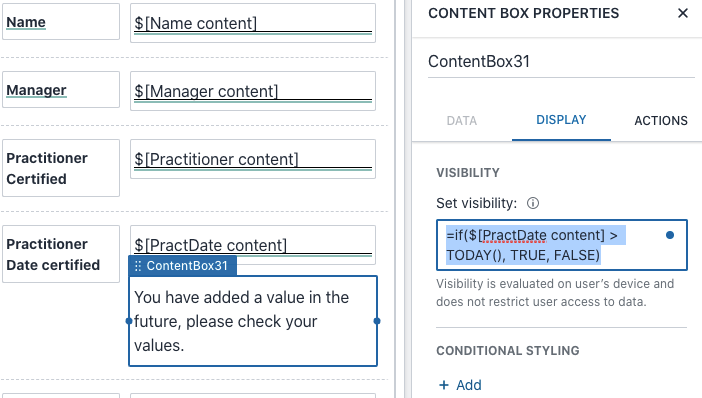 Name
$[Name content]
Manager
$[Manager content]
Practitioner
Certified
$[Practitioner content]
Practitioner
Date certified
$[PractDate content]
ContentBox31
You have added a value in the
future, please check your
values.
CONTENT BOX PROPERTIES
ContentBox31
DATA
DISPLAY
ACTIONS
VISIBILITY
Set visibility:
=if($[PractDate content] >
TODAY(), TRUE, FALSE)
Visibility is evaluated on user's device and
does not restrict user access to data.
CONDITIONAL STYLING
+ Add